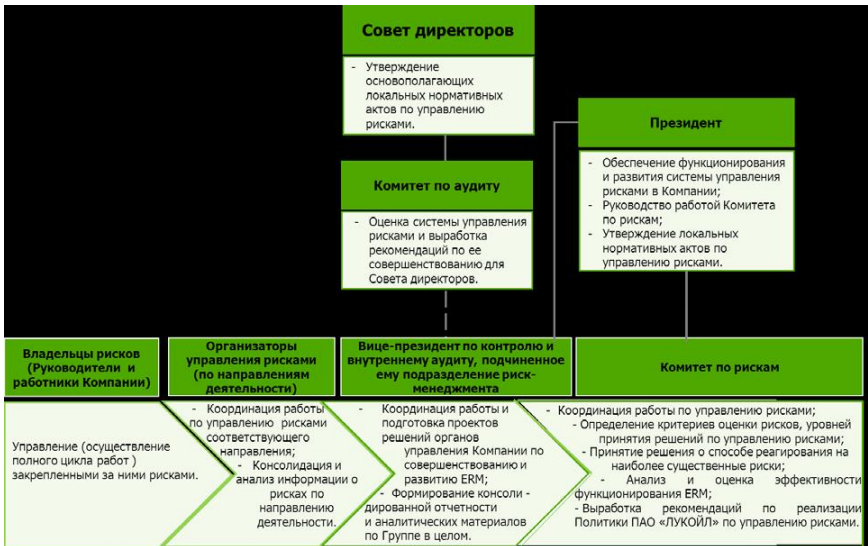 Совет директоров
- Утверждение
основополагающих
локальных нормативных
актов по управлению
рисками.
Президент
- Обеспечение функционирования
и развития системы управления
рисками в Компании;
- Руководство работой Комитета
по рискам;
- Утверждение локальных
нормативных актов по
управлению рисками.
Комитет по аудиту
- Оценка системы управления
рисками и выработка
рекомендаций по ее
совершенствованию для
Совета директоров.
Владельцы рисков
(Руководители и
работники Компании)
Управление (осуществление
полного цикла работ )
закрепленными за ними рисками.
Организаторы
управления рисками
(по направлениям
деятельности)
- Координация работы
по управлению рисками
соответствующего
направления;
- Консолидация и
анализ информации о
рисках по
направлению
деятельности.
Вице-президент по контролю и
внутреннему аудиту, подчиненное
ему подразделение риск-
менеджмента
- Координация работы и
подготовка проектов
решений органов
управления Компании по
совершенствованию и
развитию ERM;
- Формирование консоли -
дированной отчетности
и аналитических материалов
по Группе в целом.
Комитет по рискам
- Координация работы по управлению рисками;
- Определение критериев оценки рисков, уровней
принятия решений по управлению рисками;
- Принятие решения о способе реагирования на
наиболее существенные риски;
- Анализ и оценка эффективности
функционирования ERM;
- Выработка рекомендаций по реализации
Политики ПАО «ЛУКОЙЛ» по управлению рисками.